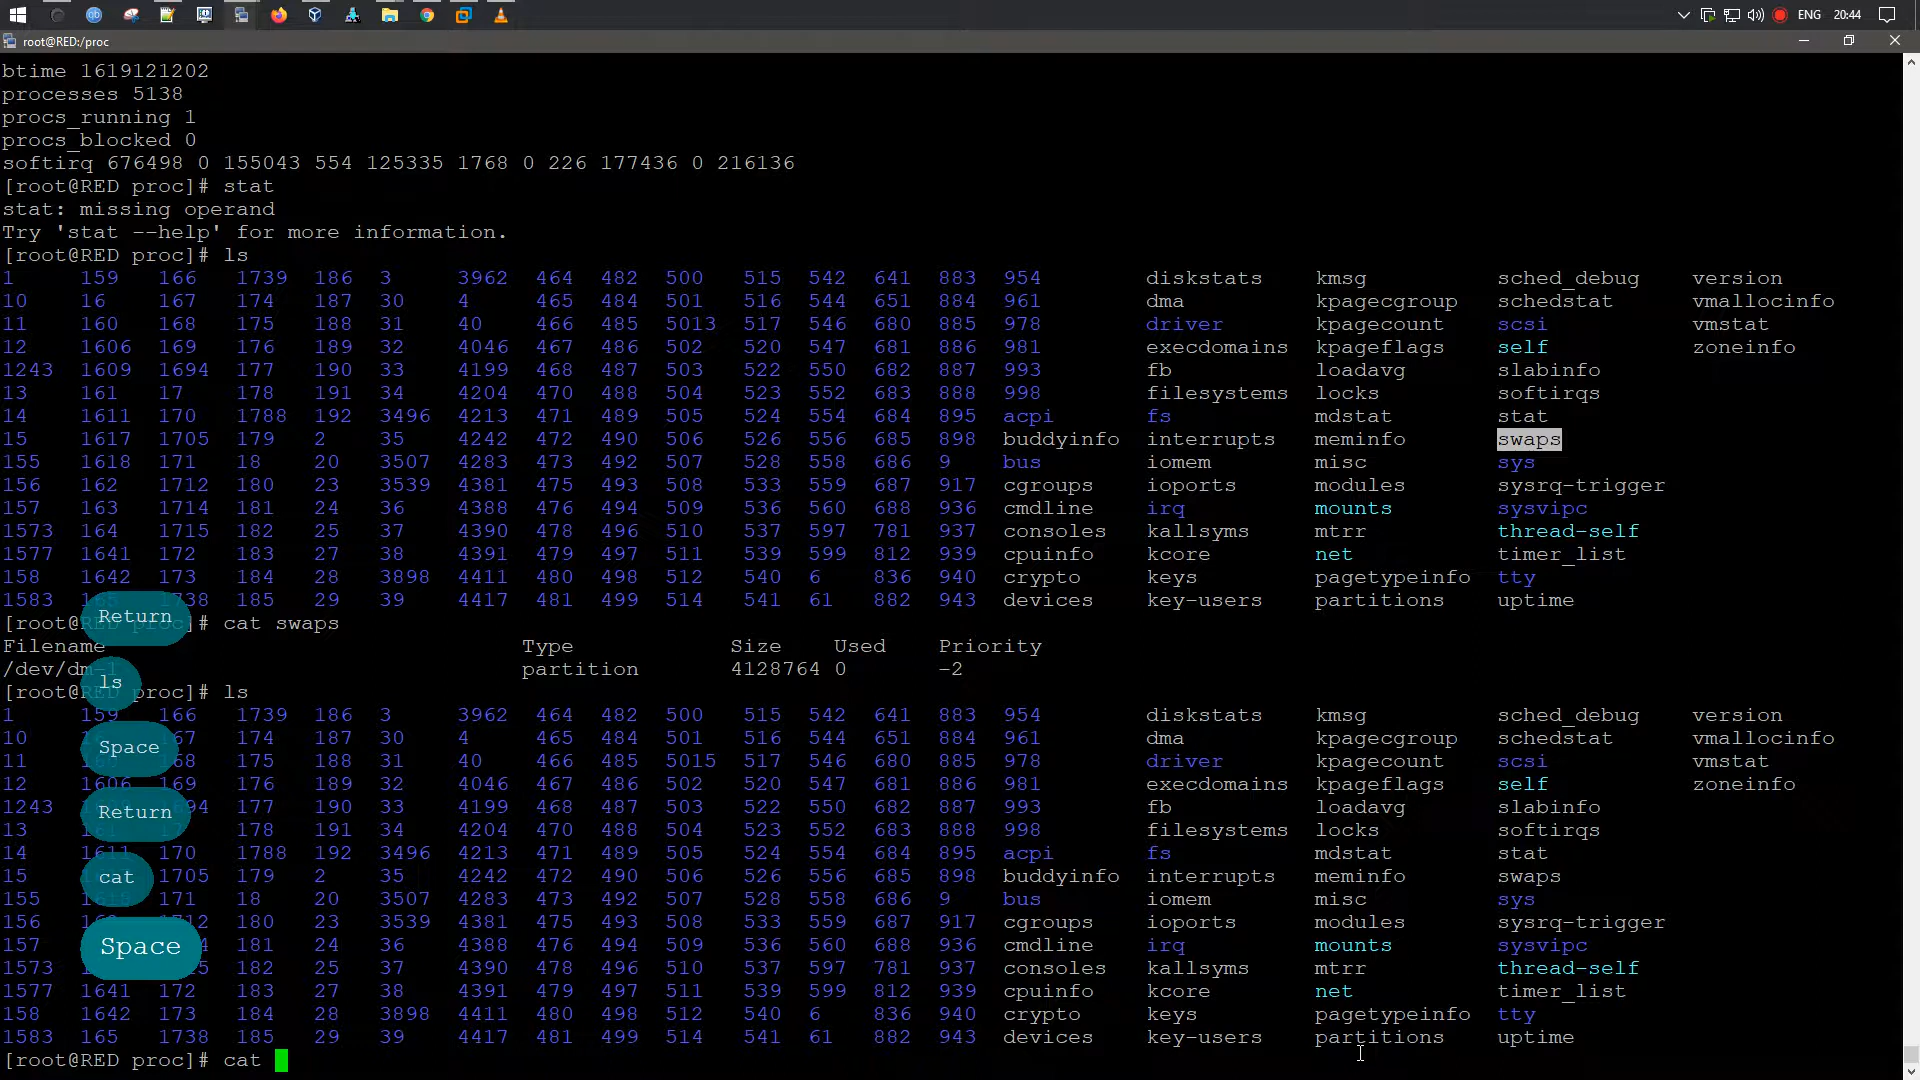 ENG 20:44
root@RED:/proc
btime 1619121202
processes 5138
procs_running 1
procs_blocked 0
softirq 676498 0 155043 554 125335 1768 0 226 177436 0 216136
[root@RED proc]# stat
stat: missing operand
Try 'stat --help' for more information.
[root@RED proc]# ls
1 159 166 1739 186 3 3962 464 482 500 515 542 641 883 954 diskstats kmsg sched_debug version
10 16 167 174 187 30 4 465 484 501 516 544 651 884 961 dma kpagecgroup schedstat vmallocinfo
11 160 168 175 188 31 40 466 485 5013 517 546 680 885 978 driver kpagecount scsi vmstat
12 1606 169 176 189 32 4046 467 486 502 520 547 681 886 981 execdomains kpageflags self zoneinfo
1243 1609 1694 177 190 33 4199 468 487 503 522 550 682 887 993 fb loadavg slabinfo
13 161 17 178 191 34 4204 470 488 504 523 552 683 888 998 filesystems locks softirqs
14 1611 170 1788 192 3496 4213 471 489 505 524 554 684 895 acpi fs mdstat stat
15 1617 1705 179 2 35 4242 472 490 506 526 556 685 898 buddyinfo interrupts meminfo swaps
155 1618 171 18 20 3507 4283 473 492 507 528 558 686 9 bus iomem misc sys
156 162 1712 180 23 3539 4381 475 493 508 533 559 687 917 cgroups ioports modules sysrq-trigger
157 163 1714 181 24 36 4388 476 494 509 536 560 688 936 cmdline irq mounts sysvipc
1573 164 1715 182 25 37 4390 478 496 510 537 597 781 937 consoles kallsyms mtrr thread-self
1577 1641 172 183 27 38 4391 479 497 511 539 599 812 939 cpuinfo kcore net timer_list
158 1642 173 184 28 3898 4411 480 498 512 540 6 836 940 crypto keys pagetypeinfo tty
1583 165 1738 185 29 39 4417 481 499 514 541 61 882 943 devices key-users partitions uptime
Return
[root@RED proc]# cat swaps
Filename Type Size Used Priority
/dev/dm-1 partition 4128764 0 -2
ls
[root@RED proc]# ls
1 159 166 1739 186 3 3962 464 482 500 515 542 641 883 954 diskstats kmsg sched_debug version
10 167 174 187 30 4 465 484 501 516 544 651 884 961 dma kpagecgroup schedstat vmallocinfo
Space
11 168 175 188 31 40 466 485 5015 517 546 680 885 978 driver kpagecount scsi vmstat
12 1606 169 176 189 32 4046 467 486 502 520 547 681 886 981 execdomains kpageflags self zoneinfo
1243 177 190 33 4199 468 487 503 522 550 682 887 993 fb loadavg slabinfo
Return
13 178 191 34 4204 470 488 504 523 552 683 888 998 filesystems locks softirqs
14 1611 170 1788 192 3496 4213 471 489 505 524 554 684 895 acpi fs mdstat stat
15 1705 179 2 35 4242 472 490 506 526 556 685 898 buddyinfo interrupts meminfo swaps
cat
155 171 18 20 3507 4283 473 492 507 528 558 686 9 bus iomem misc sys
156 180 23 3539 4381 475 493 508 533 559 687 917 cgroups ioports modules sysrq-trigger
157 181 24 36 4388 476 494 509 536 560 688 936 cmdline irq mounts sysvipc
Space
1573 182 25 37 4390 478 496 510 537 597 781 937 consoles kallsyms mtrr thread-self
1577 1641 172 183 27 38 4391 479 497 511 539 599 812 939 cpuinfo kcore net timer_list
158 1642 173 184 28 3898 4411 480 498 512 540 6 836 940 crypto keys pagetypeinfo tty
1583 165 1738 185 29 39 4417 481 499 514 541 61 882 943 devices key-users partitions uptime
[root@RED proc]# cat